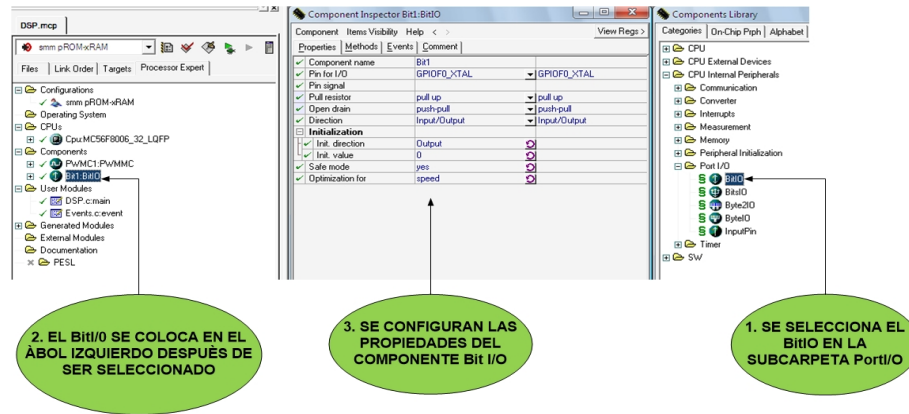 DSP.mcp
smm pROM-xRAM
Files Link Order Targets Processor Expert
Configurations
smm pROM-xRAM
Operating System
CPUs
Cpu:MC56F8006_32_LQFP
Components
PWMC1:PWMMC
Bit1:BitIO
User Modules
DSP.c:main
Events.c:event
Generated Modules
External Modules
Documentation
PESL
Component Inspector Bit1:BitIO
Component Items Visibility Help < > View Regs >
Properties Methods Events Comment
Component name Bit1
Pin for I/O GPIOF0_XTAL GPIOF0_XTAL
Pin signal
Pull resistor pull up pull up
Open drain push-pull push-pull
Direction Input/Output Input/Output
Initialization
Init. direction Output
Init. value 0
Safe mode yes
Optimization for speed
Components Library
Categories On-Chip Prph Alphabet
CPU
CPU External Devices
CPU Internal Peripherals
Communication
Converter
Interrupts
Measurement
Memory
Peripheral Initialization
Port I/O
BitIO
BitsIO
Byte2IO
ByteIO
InputPin
Timer
SW
2. EL BitI/0 SE COLOCA EN EL
ÀBOL IZQUIERDO DESPUÈS DE
SER SELECCIONADO
3. SE CONFIGURAN LAS
PROPIEDADES DEL
COMPONENTE Bit I/O
1. SE SELECCIONA EL
BitIO EN LA
SUBCARPETA PortI/O